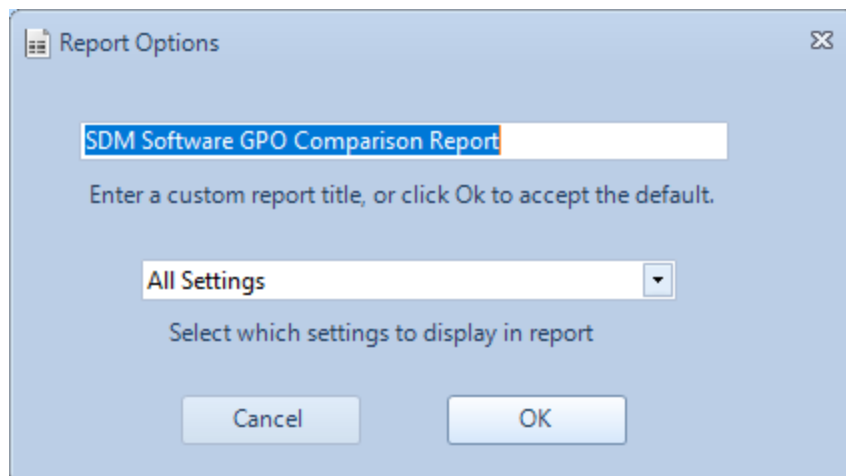 Report Options
SDM Software GPO Comparison Report
Enter a custom report title, or click Ok to accept the default.
All Settings
Select which settings to display in report
Cancel
OK